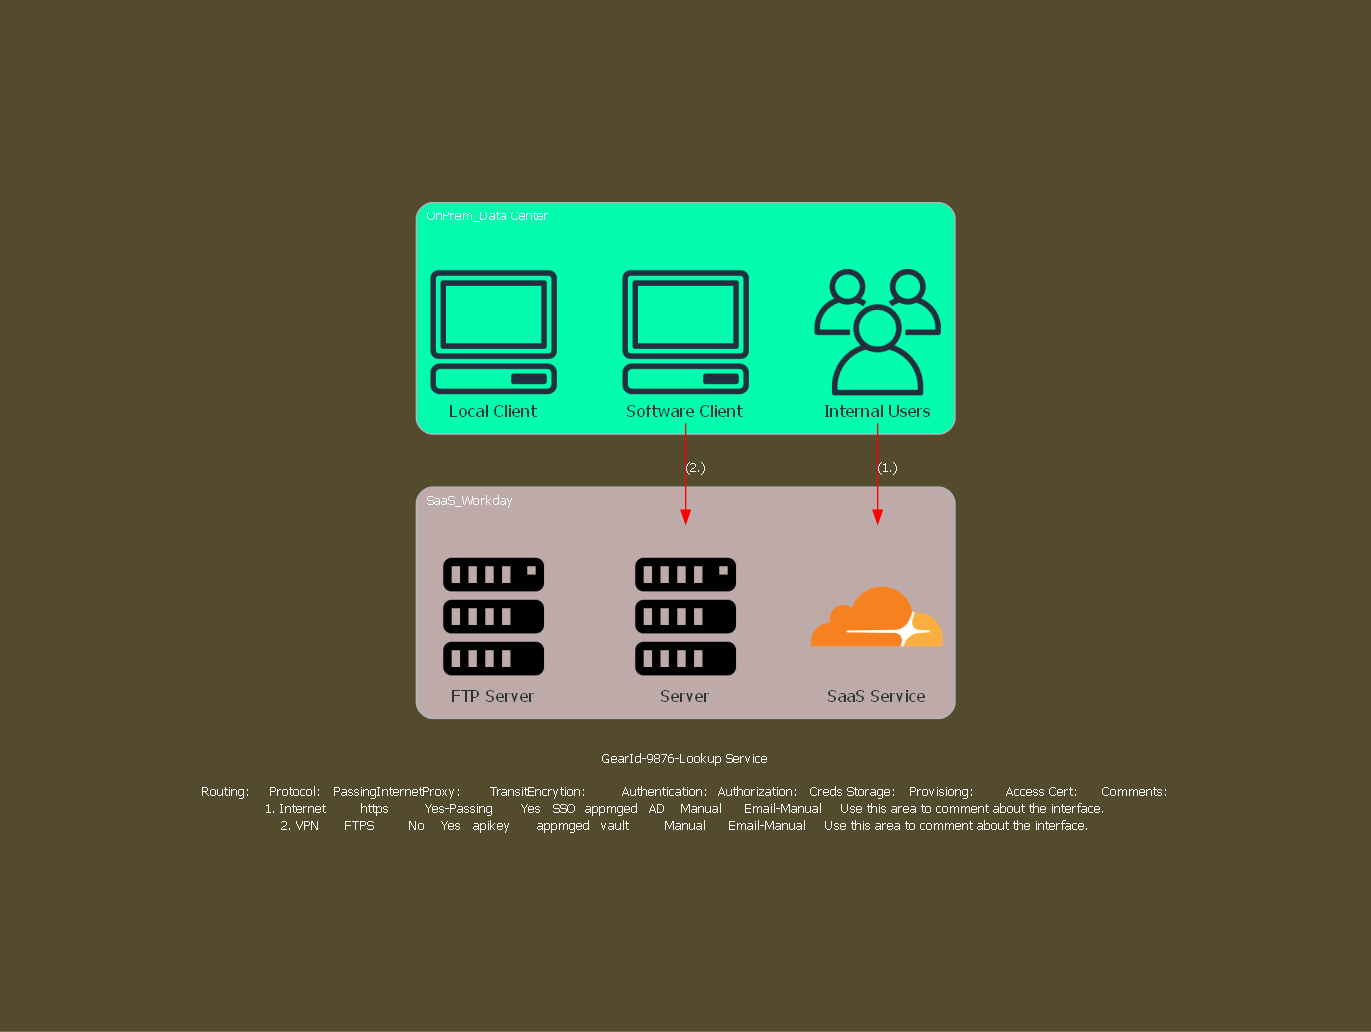 OnPrem_Data Center
Local Client
Software Client
Internal Users
(2.)
(1.)
SaaS_Workday
FTP Server
Server
SaaS Service
GearId-9876-Lookup Service
Routing: Protocol: PassingInternetProxy: TransitEncrytion: Authentication: Authorization: Creds Storage: Provisiong: Access Cert: Comments:
1. Internet https Yes-Passing Yes SSO appmged AD Manual Email-Manual Use this area to comment about the interface.
2. VPN FTPS No Yes apikey appmged vault Manual Email-Manual Use this area to comment about the interface.